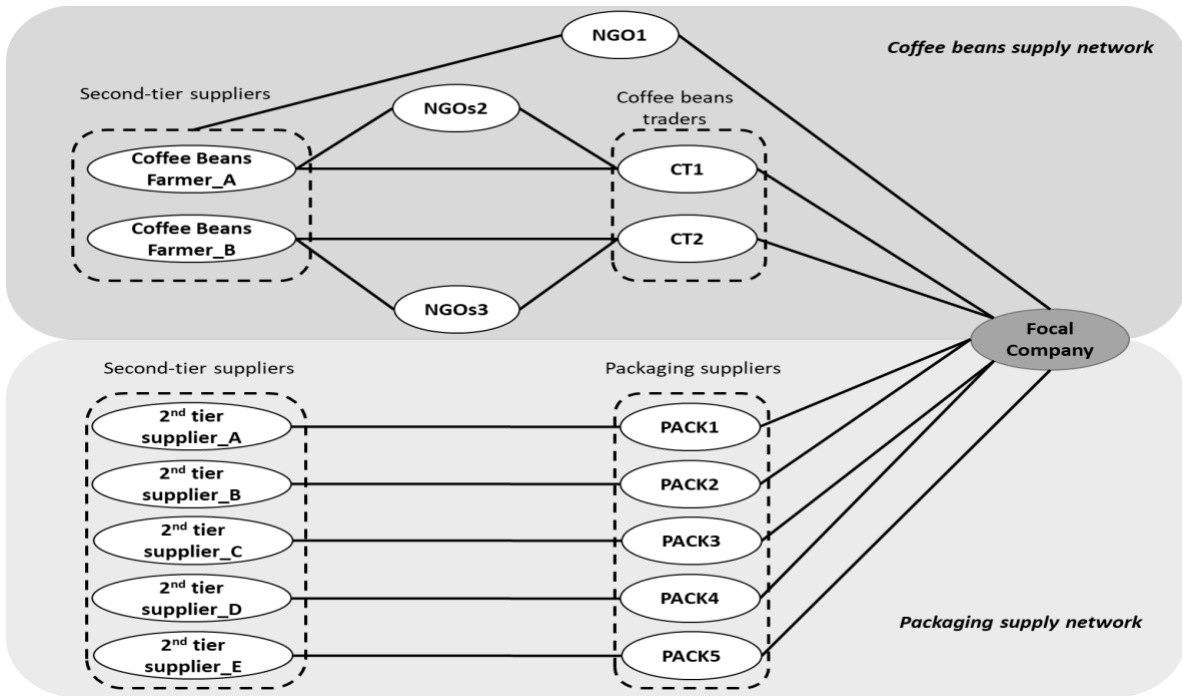 NGO1
Coffee beans supply network
Second-tier suppliers
NGOs2
Coffee beans
traders
Coffee Beans
Farmer_A
CT1
Coffee Beans
Farmer_B
CT2
NGOs3
Focal
Company
Second-tier suppliers
Packaging suppliers
2nd tier
supplier_A
PACK1
2nd tier
supplier_B
PACK2
2nd tier
supplier_C
PACK3
2nd tier
supplier_D
PACK4
Packaging supply network
2nd tier
supplier_E
PACK5